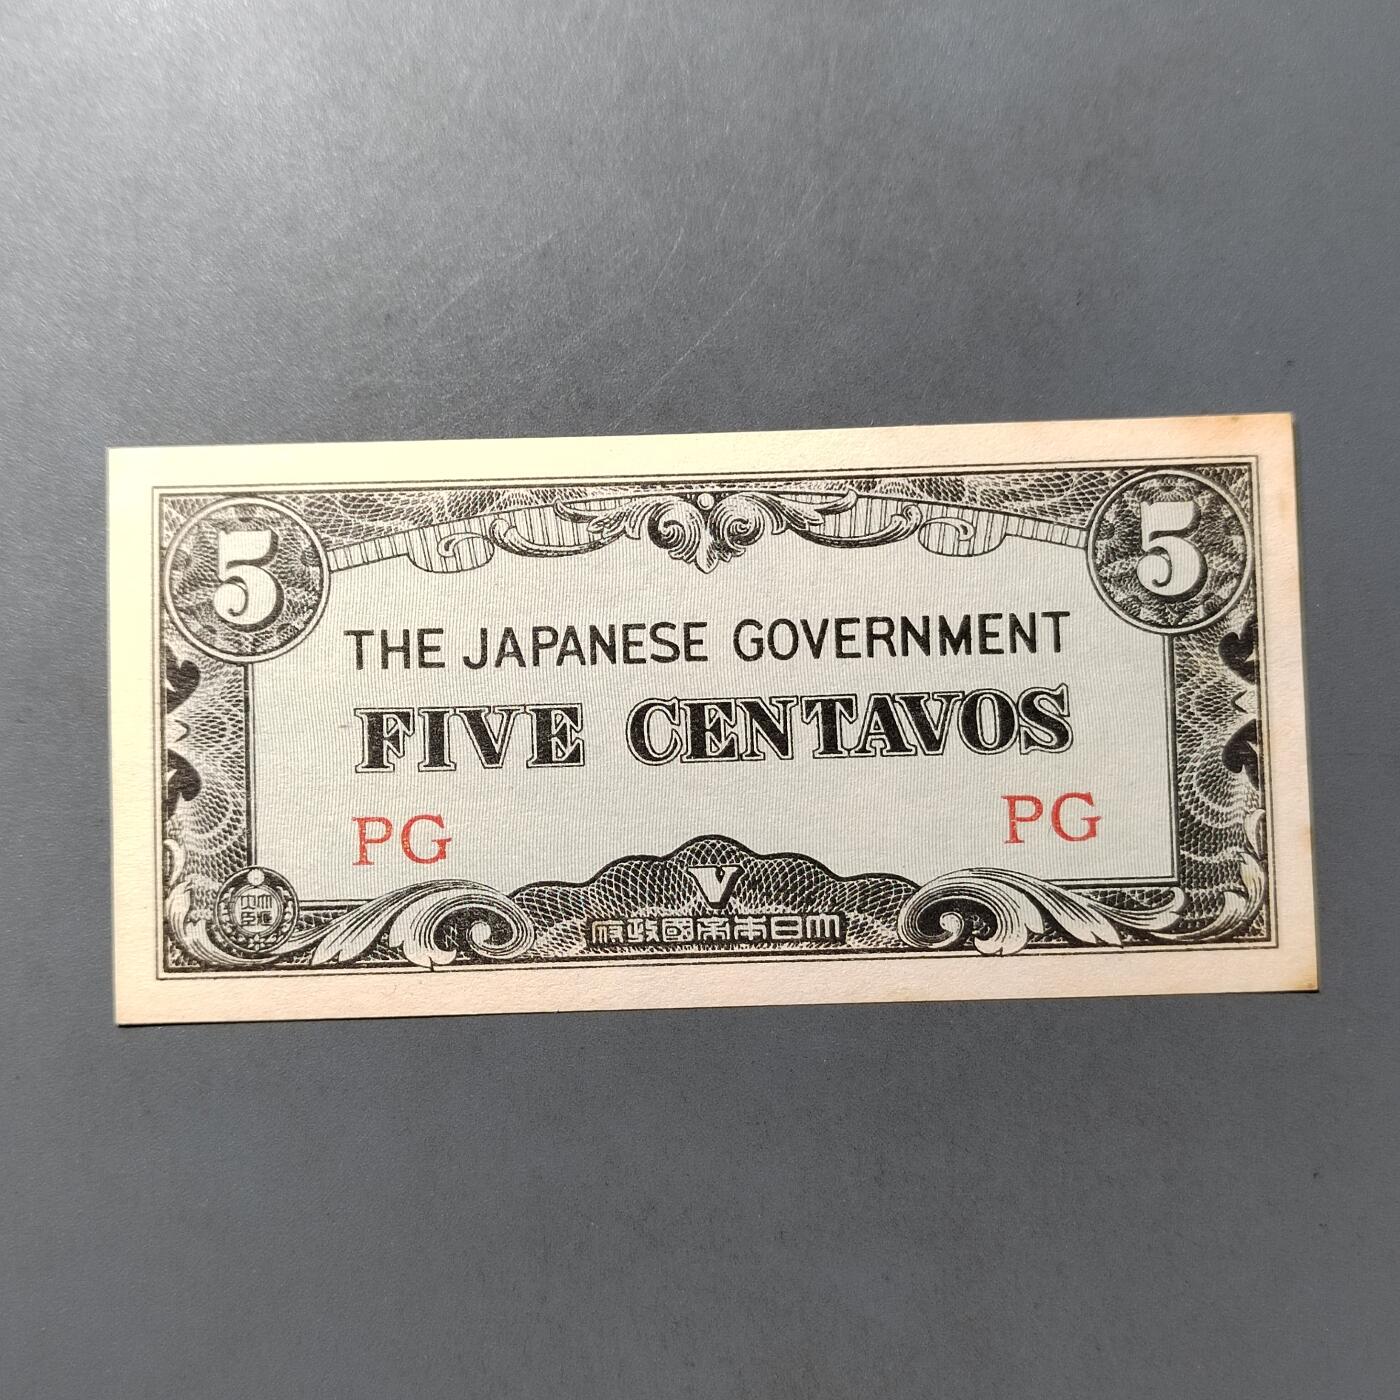 5 5
THE JAPANESE GOVERNMENT
FIVE CENTAVOS
PG PG
V
府政國帝本日大